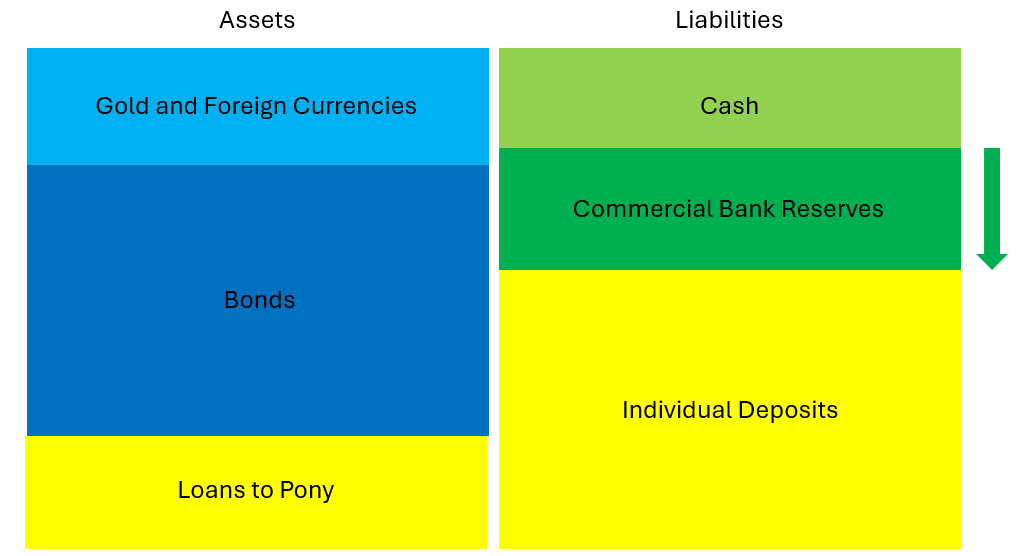 Assets
Liabilities
Gold and Foreign Currencies
Cash
Commercial Bank Reserves
Bonds
Individual Deposits
Loans to Pony